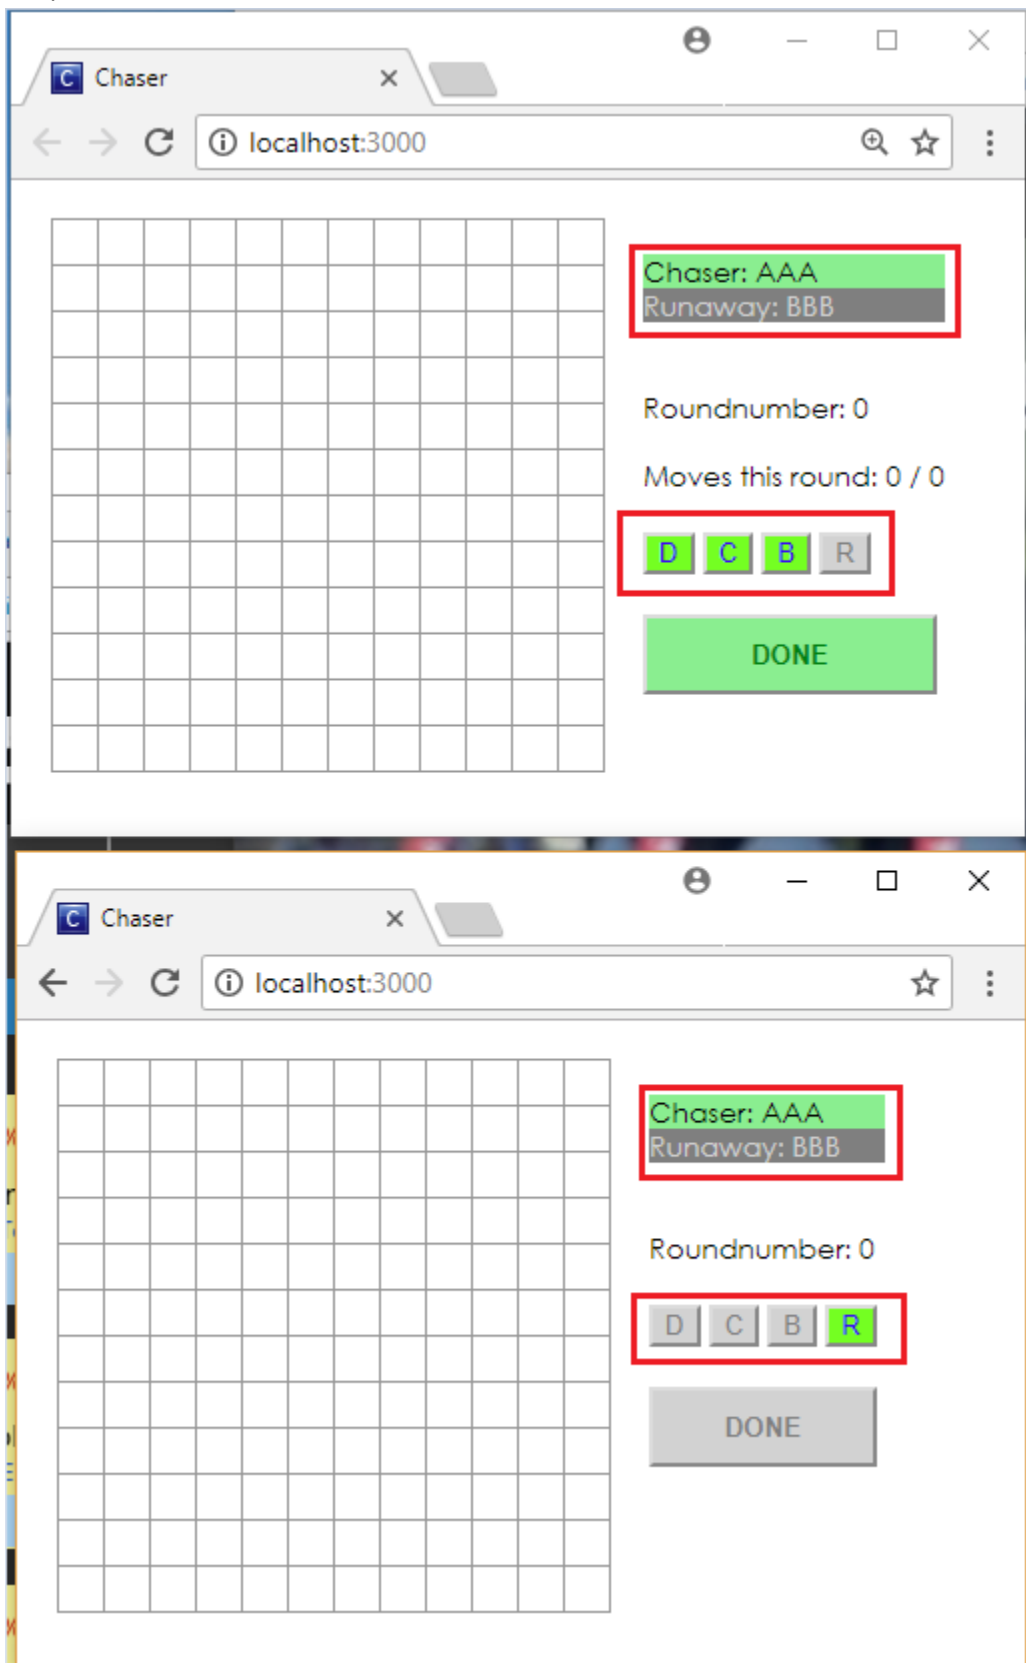 C Chaser
localhost:3000
Chaser: AAA
Runaway: BBB
Roundnumber: 0
Moves this round: 0 / 0
D C B R
DONE
C Chaser
localhost:3000
Chaser: AAA
Runaway: BBB
Roundnumber: 0
D C B R
DONE